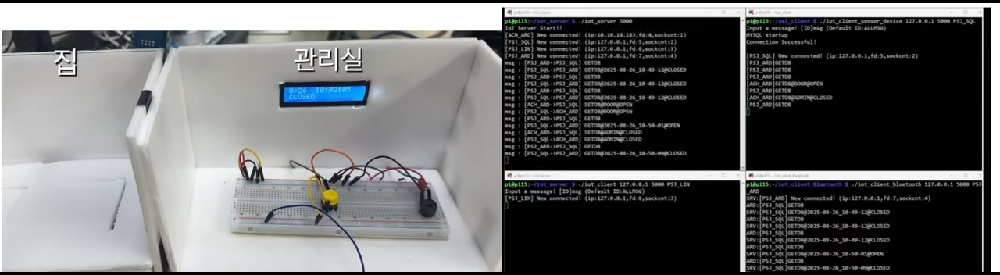 집
관리실
8/26 10:02:05
CLOSED
pi@pi15:~/iot_server $ ./iot_server 5000
IoT Server Start!!
[ACH_ARD] New connected! (ip:10.10.14.183,fd:4,sockcnt:1)
[PSJ_SQL] New connected! (ip:127.0.0.1,fd:5,sockcnt:2)
[PSJ_LIN] New connected! (ip:127.0.0.1,fd:6,sockcnt:3)
[PSJ_ARD] New connected! (ip:127.0.0.1,fd:7,sockcnt:4)
msg : [PSJ_ARD->PSJ_SQL] GETDB
msg : [PSJ_SQL->PSJ_ARD] GETDB@2025-08-26_10-49-12@CLOSED
msg : [PSJ_ARD->PSJ_SQL] GETDB
msg : [PSJ_SQL->PSJ_ARD] GETDB@2025-08-26_10-49-12@CLOSED
msg : [PSJ_ARD->PSJ_SQL] GETDB
msg : [PSJ_SQL->PSJ_ARD] GETDB@2025-08-26_10-49-12@CLOSED
msg : [ACH_ARD->PSJ_SQL] SETDB@DOOR@OPEN
msg : [PSJ_SQL->ACH_ARD] GETDB@DOOR@OPEN
msg : [PSJ_ARD->PSJ_SQL] GETDB
msg : [PSJ_SQL->PSJ_ARD] GETDB@2025-08-26_10-50-01@OPEN
msg : [ACH_ARD->PSJ_SQL] SETDB@ADMIN@CLOSED
msg : [PSJ_SQL->ACH_ARD] GETDB@ADMIN@CLOSED
msg : [PSJ_ARD->PSJ_SQL] GETDB
msg : [PSJ_SQL->PSJ_ARD] GETDB@2025-08-26_10-50-09@CLOSED
pi@pi15:~/sql_client $ ./iot_client_sensor_device 127.0.0.1 5000 PSJ_SQL
Input a message! [ID]msg (Default ID:ALLMSG)
MYSQL startup
Connection Successful!
[PSJ_SQL] New connected! (ip:127.0.0.1,fd:5,sockcnt:2)
[PSJ_ARD]GETDB
[PSJ_ARD]GETDB
[PSJ_ARD]GETDB
[ACH_ARD]SETDB@DOOR@OPEN
[PSJ_ARD]GETDB
[ACH_ARD]SETDB@ADMIN@CLOSED
[PSJ_ARD]GETDB
pi@pi15:~/iot_server $ ./iot_client 127.0.0.1 5000 PSJ_LIN
Input a message! [ID]msg (Default ID:ALLMSG)
[PSJ_LIN] New connected! (ip:127.0.0.1,fd:6,sockcnt:3)
pi@pi15:~/iot_client_Bluetooth $ ./iot_client_bluetooth 127.0.0.1 5000 PSJ
_ARD
SRV:[PSJ_ARD] New connected! (ip:127.0.0.1,fd:7,sockcnt:4)
ARD:[PSJ_SQL]GETDB
SRV:[PSJ_SQL]GETDB@2025-08-26_10-49-12@CLOSED
ARD:[PSJ_SQL]GETDB
SRV:[PSJ_SQL]GETDB@2025-08-26_10-49-12@CLOSED
ARD:[PSJ_SQL]GETDB
SRV:[PSJ_SQL]GETDB@2025-08-26_10-49-12@CLOSED
ARD:[PSJ_SQL]GETDB
SRV:[PSJ_SQL]GETDB@2025-08-26_10-50-01@OPEN
ARD:[PSJ_SQL]GETDB
SRV:[PSJ_SQL]GETDB@2025-08-26_10-50-09@CLOSED